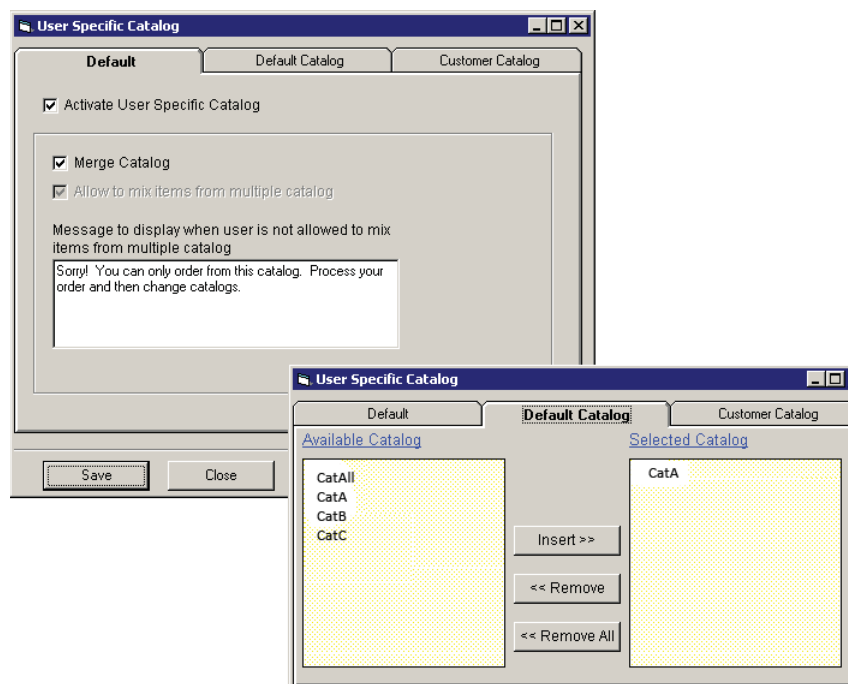 User Specific Catalog
Default
Default Catalog
Customer Catalog
Activate User Specific Catalog
Merge Catalog
Allow to mix items from multiple catalog
Message to display when user is not allowed to mix
items from multiple catalog
Sorry!  You can only order from this catalog.  Process your
order and then change catalogs.
Save
Close
User Specific Catalog
Default
Default Catalog
Customer Catalog
Available Catalog
Selected Catalog
CatAll
CatA
CatB
CatC
CatA
Insert >>
<< Remove
<< Remove All